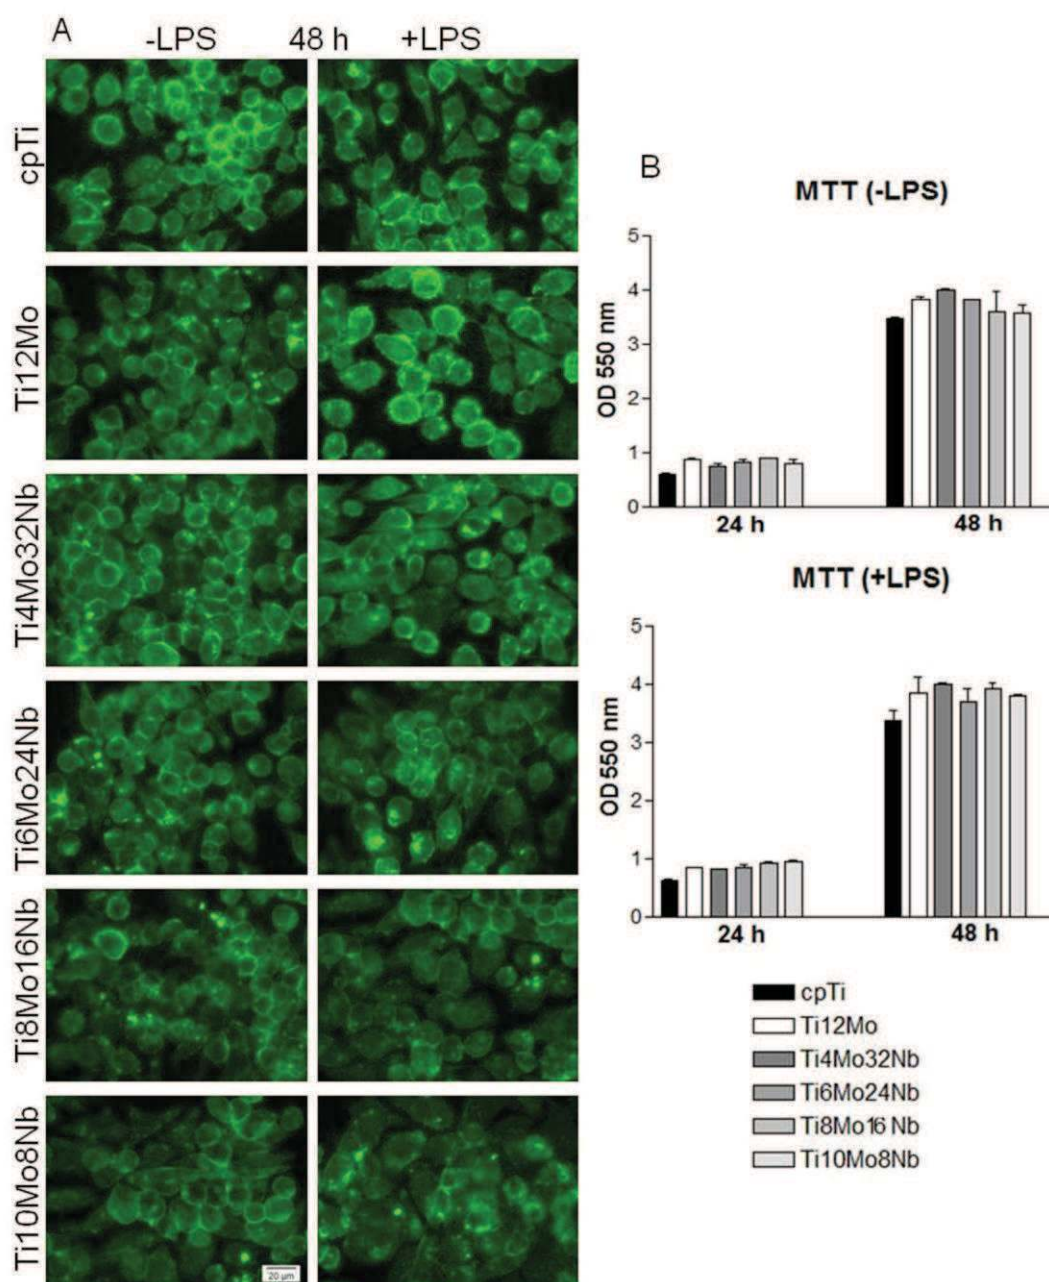 A
-LPS 48 h +LPS
cpTi
Ti12Mo
Ti4Mo32Nb
Ti6Mo24Nb
Ti8Mo16Nb
Ti10Mo8Nb
20 µm
B
MTT (-LPS)
OD 550 nm
5
4
3
2
1
0
24 h 48 h
MTT (+LPS)
OD 550 nm
5
4
3
2
1
0
24 h 48 h
cpTi
Ti12Mo
Ti4Mo32Nb
Ti6Mo24Nb
Ti8Mo16 Nb
Ti10Mo8Nb